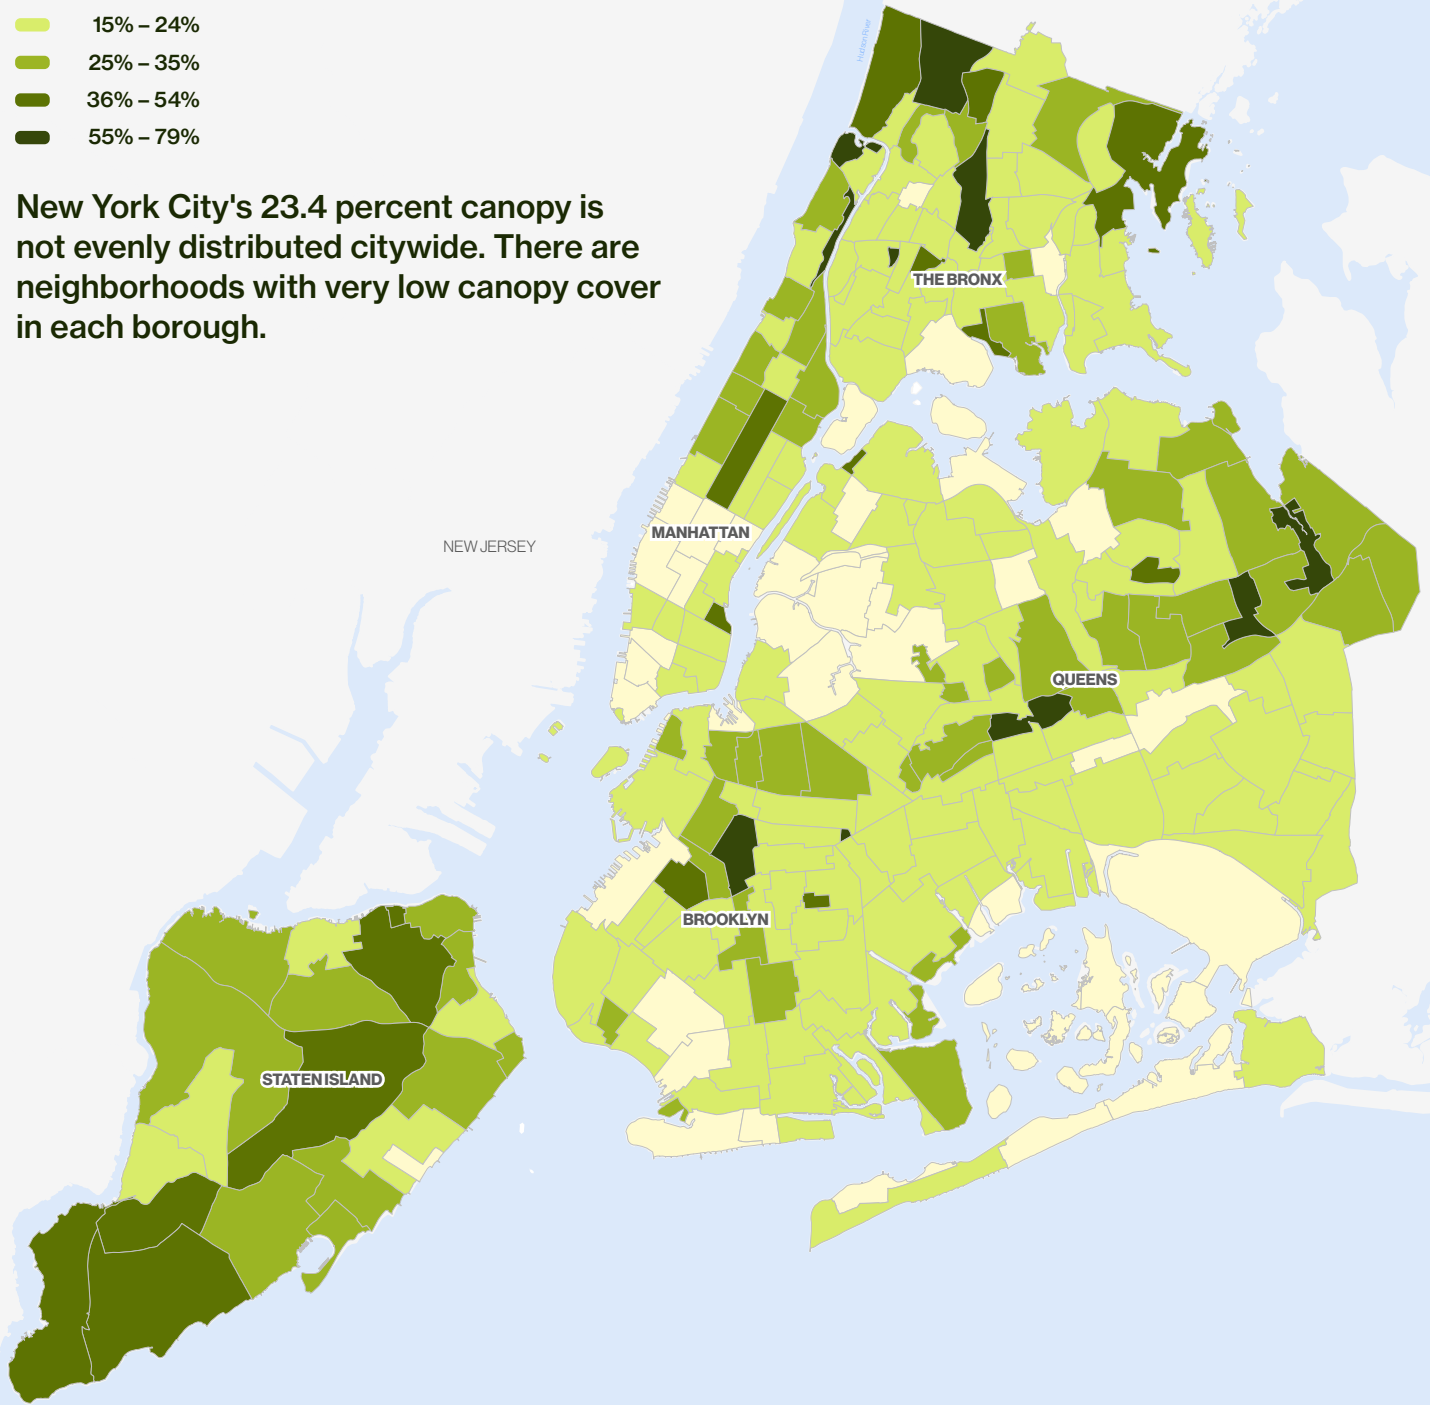 15% – 24%
25% – 35%
36% – 54%
55% – 79%
New York City's 23.4 percent canopy is
not evenly distributed citywide. There are
neighborhoods with very low canopy cover
in each borough.
Hudson River
THE BRONX
MANHATTAN
NEW JERSEY
QUEENS
BROOKLYN
STATEN ISLAND